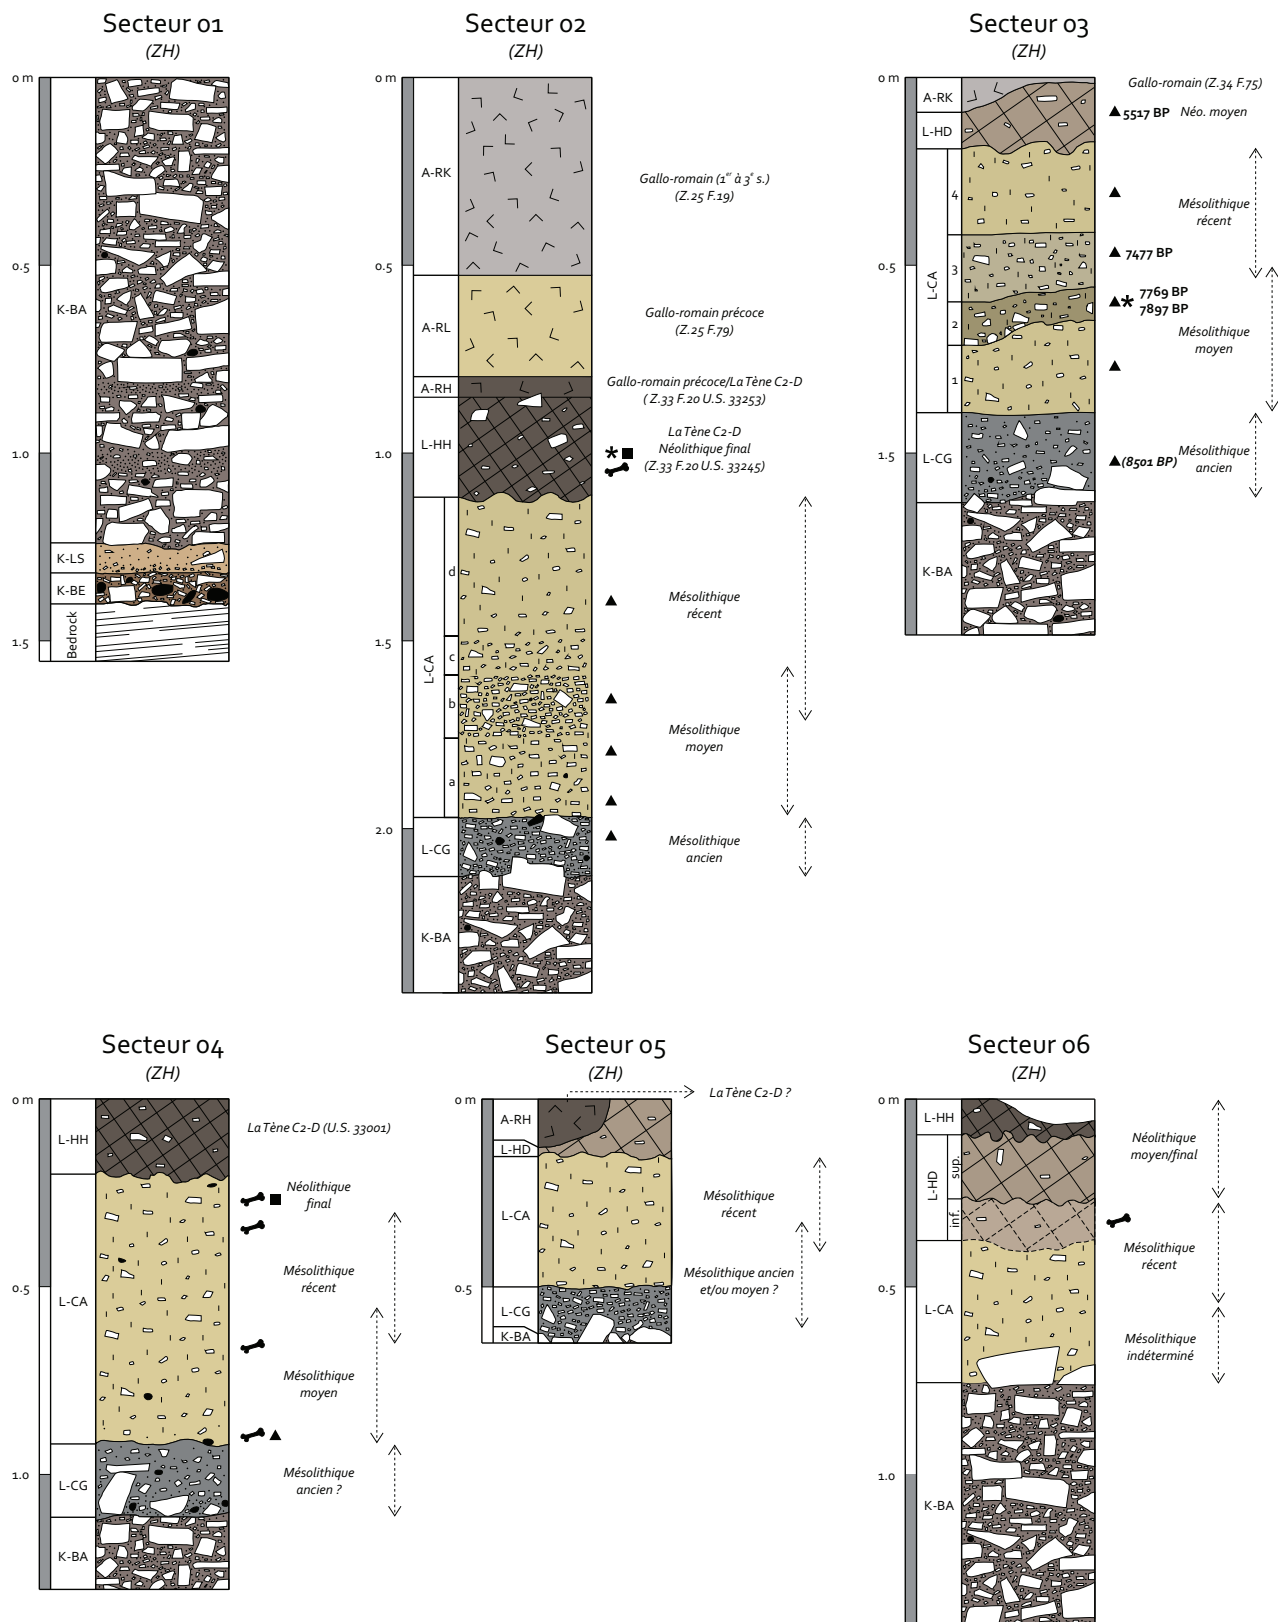 Secteur 01
(ZH)
0 m
0.5
1.0
1.5
K-BA
K-LS
K-BE
Bedrock
Secteur 02
(ZH)
0 m
0.5
1.0
1.5
2.0
A-RK
A-RL
A-RH
L-HH
L-CA
d
c
b
a
L-CG
K-BA
Gallo-romain (1er à 3e s.)
(Z.25 F.19)
Gallo-romain précoce
(Z.25 F.79)
Gallo-romain précoce/La Tène C2-D
( Z.33 F.20 U.S. 33253)
La Tène C2-D
Néolithique final
(Z.33 F.20 U.S. 33245)
*
Mésolithique
récent
Mésolithique
moyen
Mésolithique
ancien
Secteur 03
(ZH)
0 m
0.5
1.5
A-RK
L-HD
L-CA
4
3
2
1
L-CG
K-BA
Gallo-romain (Z.34 F.75)
5517 BP Néo. moyen
Mésolithique
récent
7477 BP
* 7769 BP
7897 BP
Mésolithique
moyen
(8501 BP)
Mésolithique
ancien
Secteur 04
(ZH)
0 m
0.5
1.0
L-HH
L-CA
L-CG
K-BA
La Tène C2-D (U.S. 33001)
Néolithique
final
Mésolithique
récent
Mésolithique
moyen
Mésolithique
ancien ?
Secteur 05
(ZH)
0 m
0.5
A-RH
L-HD
L-CA
L-CG
K-BA
La Tène C2-D ?
Mésolithique
récent
Mésolithique ancien
et/ou moyen ?
Secteur 06
(ZH)
0 m
0.5
1.0
L-HH
L-HD
sup.
inf.
L-CA
K-BA
Néolithique
moyen/final
Mésolithique
récent
Mésolithique
indéterminé